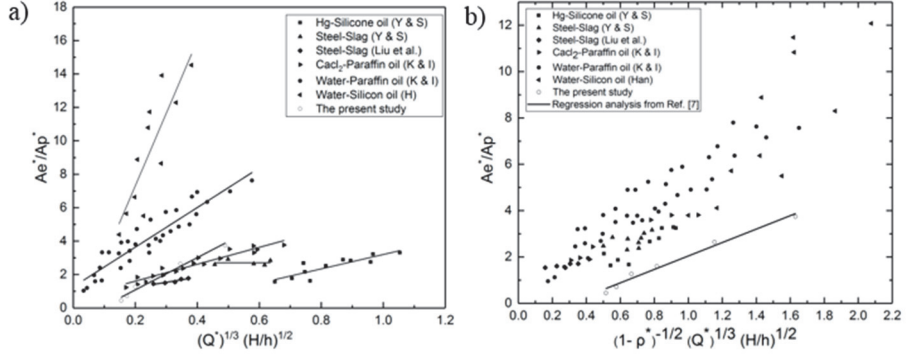 a)
18
16
14
12
10
8
6
4
2
0
Ae*/Ap*
0.0 0.2 0.4 0.6 0.8 1.0 1.2
(Q*)1/3 (H/h)1/2
Hg-Silicone oil (Y & S)
Steel-Slag (Y & S)
Steel-Slag (Liu et al.)
Cacl2-Paraffin oil (K & I)
Water-Paraffin oil (K & I)
Water-Silicon oil (H)
The present study
b)
12
10
8
6
4
2
0
Ae*/Ap*
0.0 0.2 0.4 0.6 0.8 1.0 1.2 1.4 1.6 1.8 2.0 2.2
(1- ρ*)-1/2 (Q*)1/3 (H/h)1/2
Hg-Silicone oil (Y & S)
Steel-Slag (Y & S)
Steel-Slag (Liu et al.)
Cacl2-Paraffin oil (K & I)
Water-Paraffin oil (K & I)
Water-Silicon oil (Han)
The present study
Regression analysis from Ref. [7]